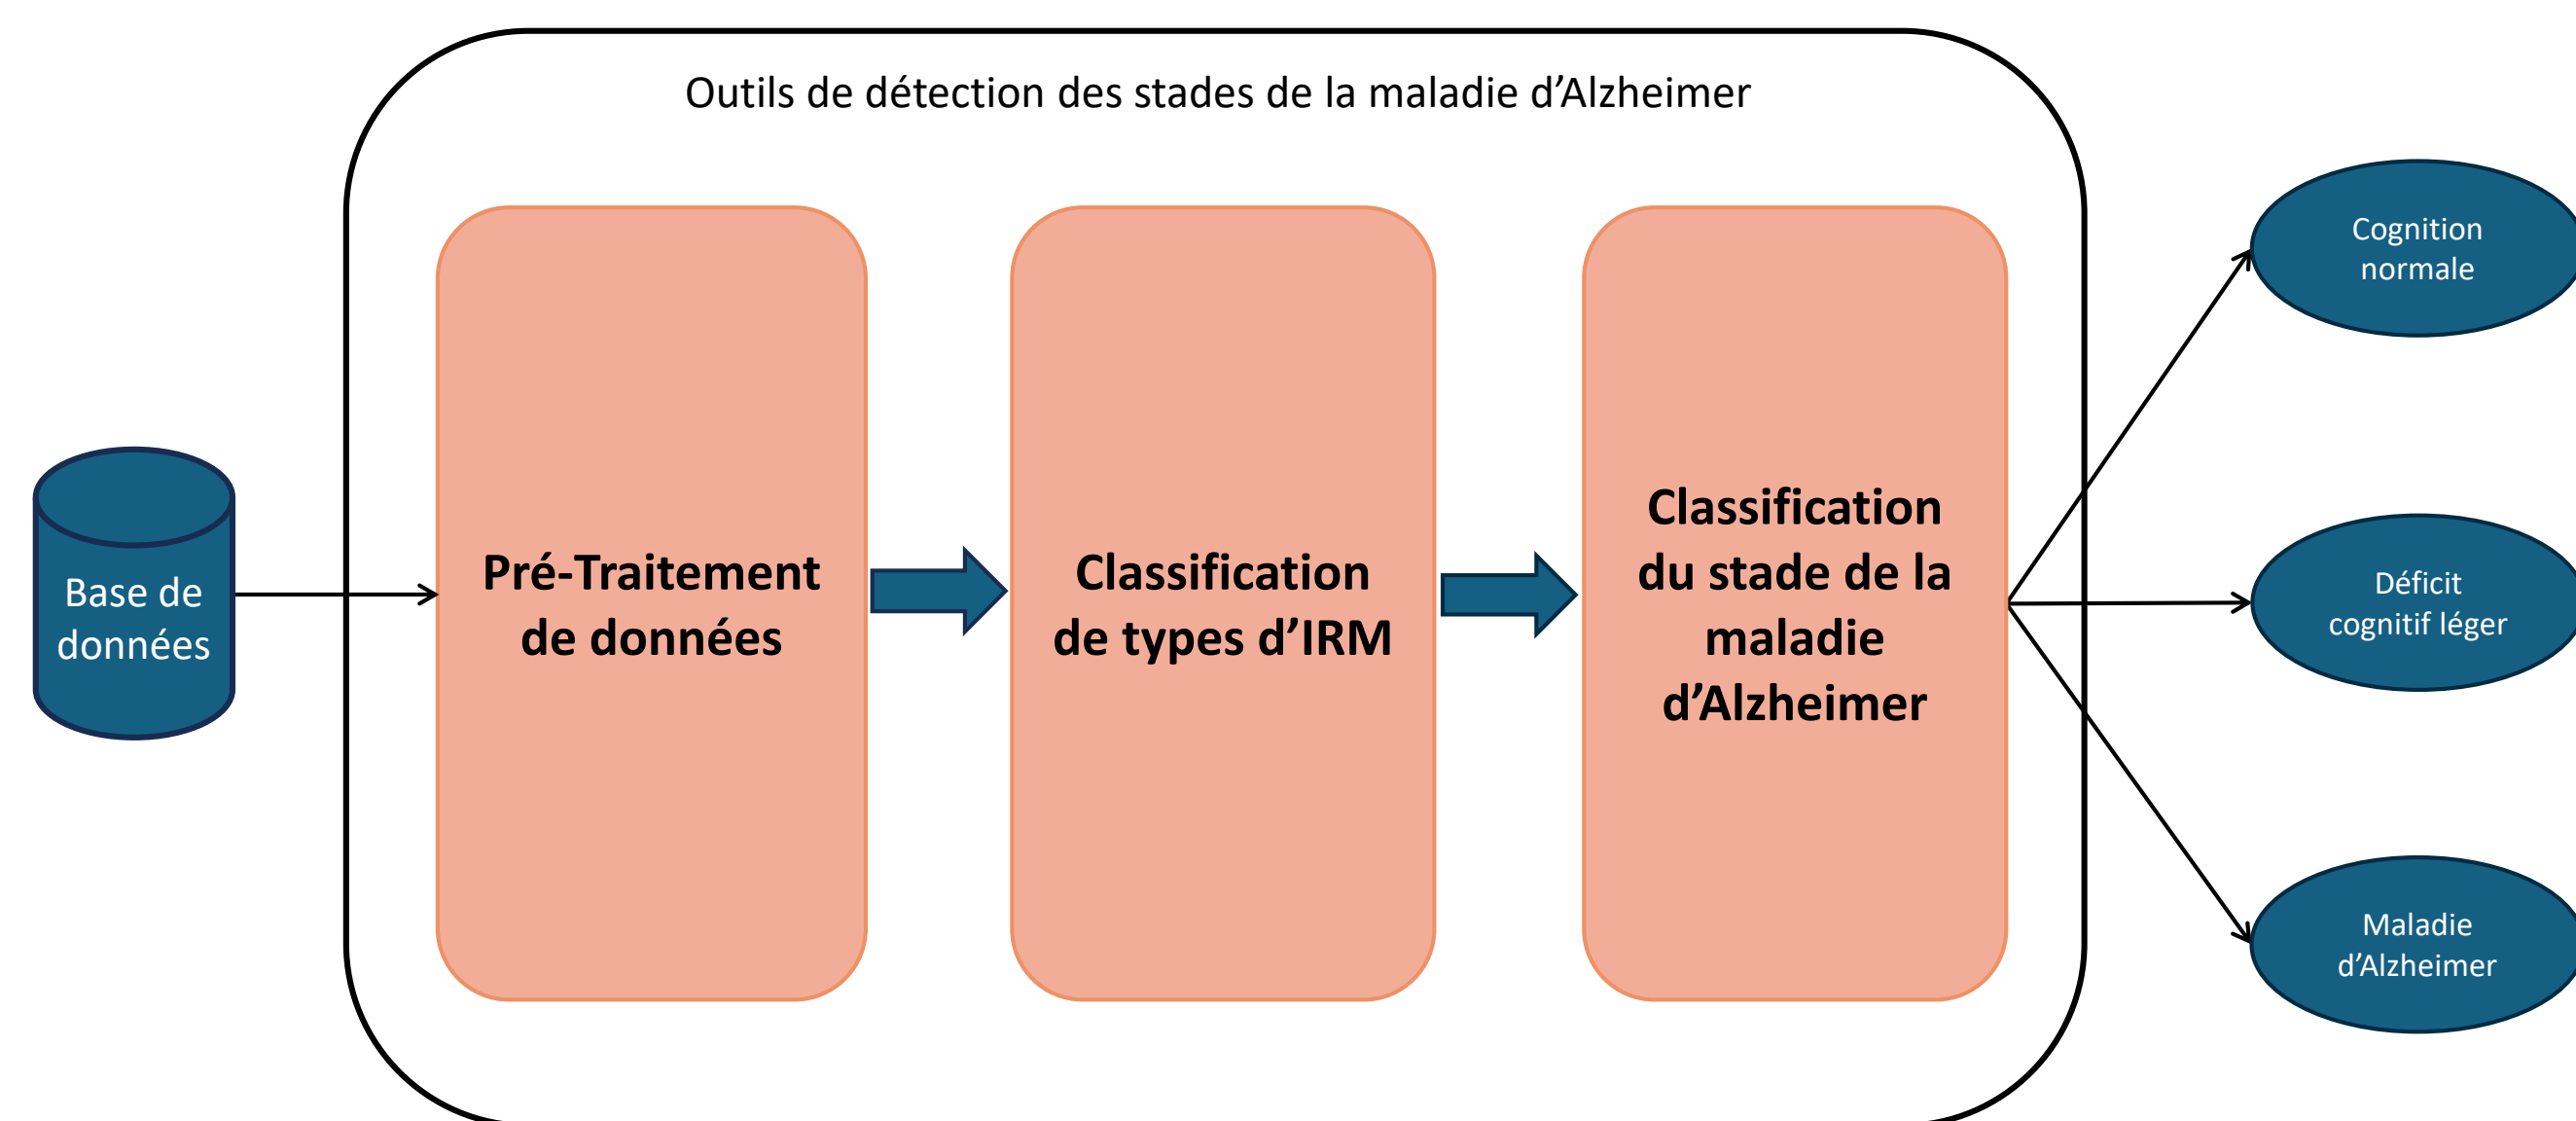 Outils de détection des stades de la maladie d’Alzheimer
Base de
données
Pré-Traitement
de données
Classification
de types d’IRM
Classification
du stade de la
maladie
d’Alzheimer
Cognition
normale
Déficit
cognitif léger
Maladie
d’Alzheimer